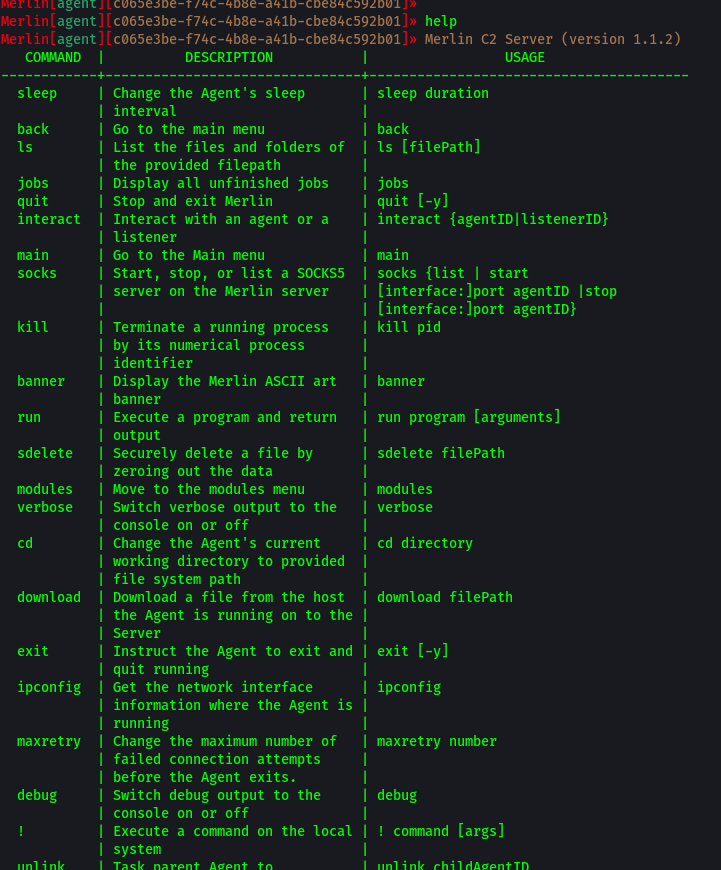 Merlin[agent][c065e3be-f74c-4b8e-a41b-cbe84c592b01]»
Merlin[agent][c065e3be-f74c-4b8e-a41b-cbe84c592b01]» help
Merlin[agent][c065e3be-f74c-4b8e-a41b-cbe84c592b01]» Merlin C2 Server (version 1.1.2)
COMMAND | DESCRIPTION | USAGE
------------+--------------------------------+----------------------------------------
sleep | Change the Agent's sleep | sleep duration
| interval |
back | Go to the main menu | back
ls | List the files and folders of | ls [filePath]
| the provided filepath |
jobs | Display all unfinished jobs | jobs
quit | Stop and exit Merlin | quit [-y]
interact | Interact with an agent or a | interact {agentID|listenerID}
| listener |
main | Go to the Main menu | main
socks | Start, stop, or list a SOCKS5 | socks {list | start
| server on the Merlin server | [interface:]port agentID |stop
| | [interface:]port agentID}
kill | Terminate a running process | kill pid
| by its numerical process |
| identifier |
banner | Display the Merlin ASCII art | banner
| banner |
run | Execute a program and return | run program [arguments]
| output |
sdelete | Securely delete a file by | sdelete filePath
| zeroing out the data |
modules | Move to the modules menu | modules
verbose | Switch verbose output to the | verbose
| console on or off |
cd | Change the Agent's current | cd directory
| working directory to provided |
| file system path |
download | Download a file from the host | download filePath
| the Agent is running on to the |
| Server |
exit | Instruct the Agent to exit and | exit [-y]
| quit running |
ipconfig | Get the network interface | ipconfig
| information where the Agent is |
| running |
maxretry | Change the maximum number of | maxretry number
| failed connection attempts |
| before the Agent exits. |
debug | Switch debug output to the | debug
| console on or off |
! | Execute a command on the local | ! command [args]
| system |
unlink | Task parent Agent to | unlink childAgentID